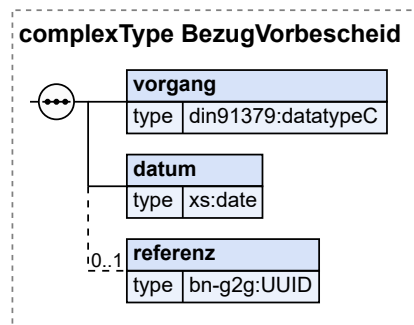 complexType BezugVorbescheid
vorgang
type din91379:datatypeC
datum
type xs:date
0..1
referenz
type bn-g2g:UUID